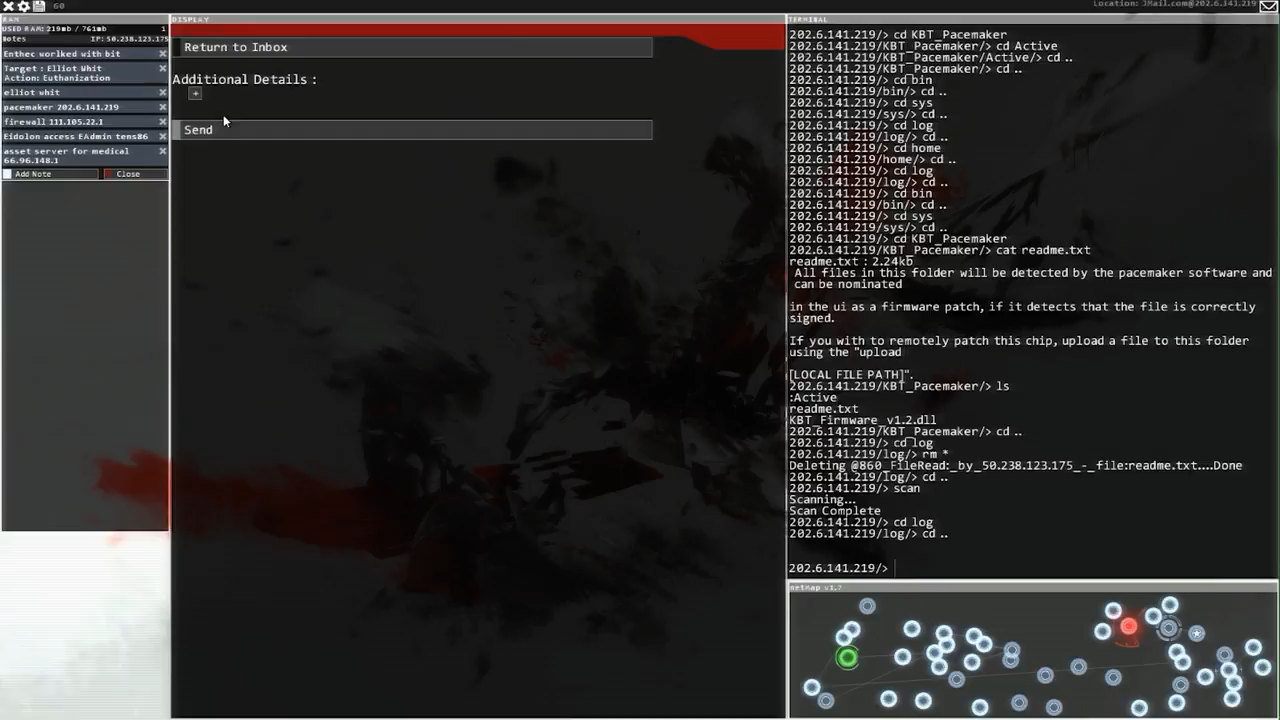 60
Location: JMail.com@202.6.141.219
RAM
USED RAM: 219mb / 761mb 1
Notes IP: 50.238.123.175
Enthec worlked with bit
Target : Elliot Whit
Action: Euthanization
elliot whit
pacemaker 202.6.141.219
firewall 111.105.22.1
Eidolon access EAdmin tens86
asset server for medical
66.96.148.1
Add Note
Close
DISPLAY
Return to Inbox
Additional Details :
+
Send
TERMINAL
202.6.141.219/> cd KBT_Pacemaker
202.6.141.219/KBT_Pacemaker/> cd Active
202.6.141.219/KBT_Pacemaker/Active/> cd ..
202.6.141.219/KBT_Pacemaker/> cd ..
202.6.141.219/> cd bin
202.6.141.219/bin/> cd ..
202.6.141.219/> cd sys
202.6.141.219/sys/> cd ..
202.6.141.219/> cd log
202.6.141.219/log/> cd ..
202.6.141.219/> cd home
202.6.141.219/home/> cd ..
202.6.141.219/> cd log
202.6.141.219/log/> cd ..
202.6.141.219/> cd bin
202.6.141.219/bin/> cd ..
202.6.141.219/> cd sys
202.6.141.219/sys/> cd ..
202.6.141.219/> cd KBT_Pacemaker
202.6.141.219/KBT_Pacemaker/> cat readme.txt
readme.txt : 2.24kb
All files in this folder will be detected by the pacemaker software and
can be nominated
in the ui as a firmware patch, if it detects that the file is correctly
signed.
If you with to remotely patch this chip, upload a file to this folder
using the "upload
[LOCAL FILE PATH]".
202.6.141.219/KBT_Pacemaker/> ls
:Active
readme.txt
KBT_Firmware_v1.2.dll
202.6.141.219/KBT_Pacemaker/> cd ..
202.6.141.219/> cd log
202.6.141.219/log/> rm *
Deleting @860_FileRead:_by_50.238.123.175_-_file:readme.txt....Done
202.6.141.219/log/> cd ..
202.6.141.219/> scan
Scanning...
Scan Complete
202.6.141.219/> cd log
202.6.141.219/log/> cd ..
202.6.141.219/>
netMap v1.7